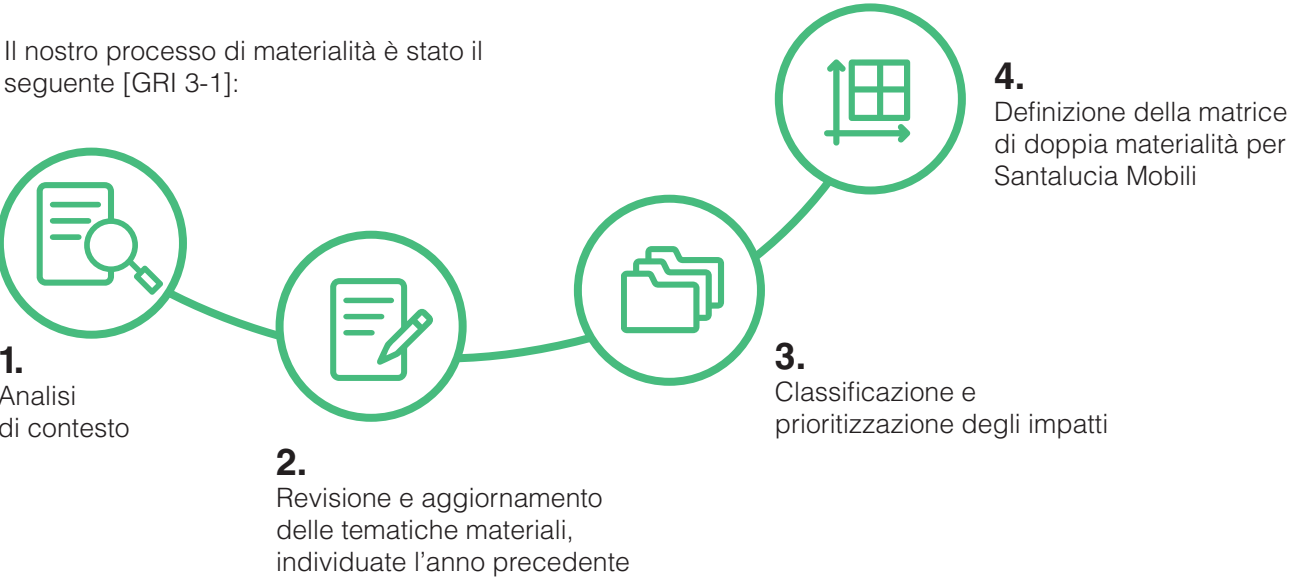 Il nostro processo di materialità è stato il
seguente [GRI 3-1]:
1.
Analisi
di contesto
2.
Revisione e aggiornamento
delle tematiche materiali,
individuate l’anno precedente
3.
Classificazione e
prioritizzazione degli impatti
4.
Definizione della matrice
di doppia materialità per
Santalucia Mobili